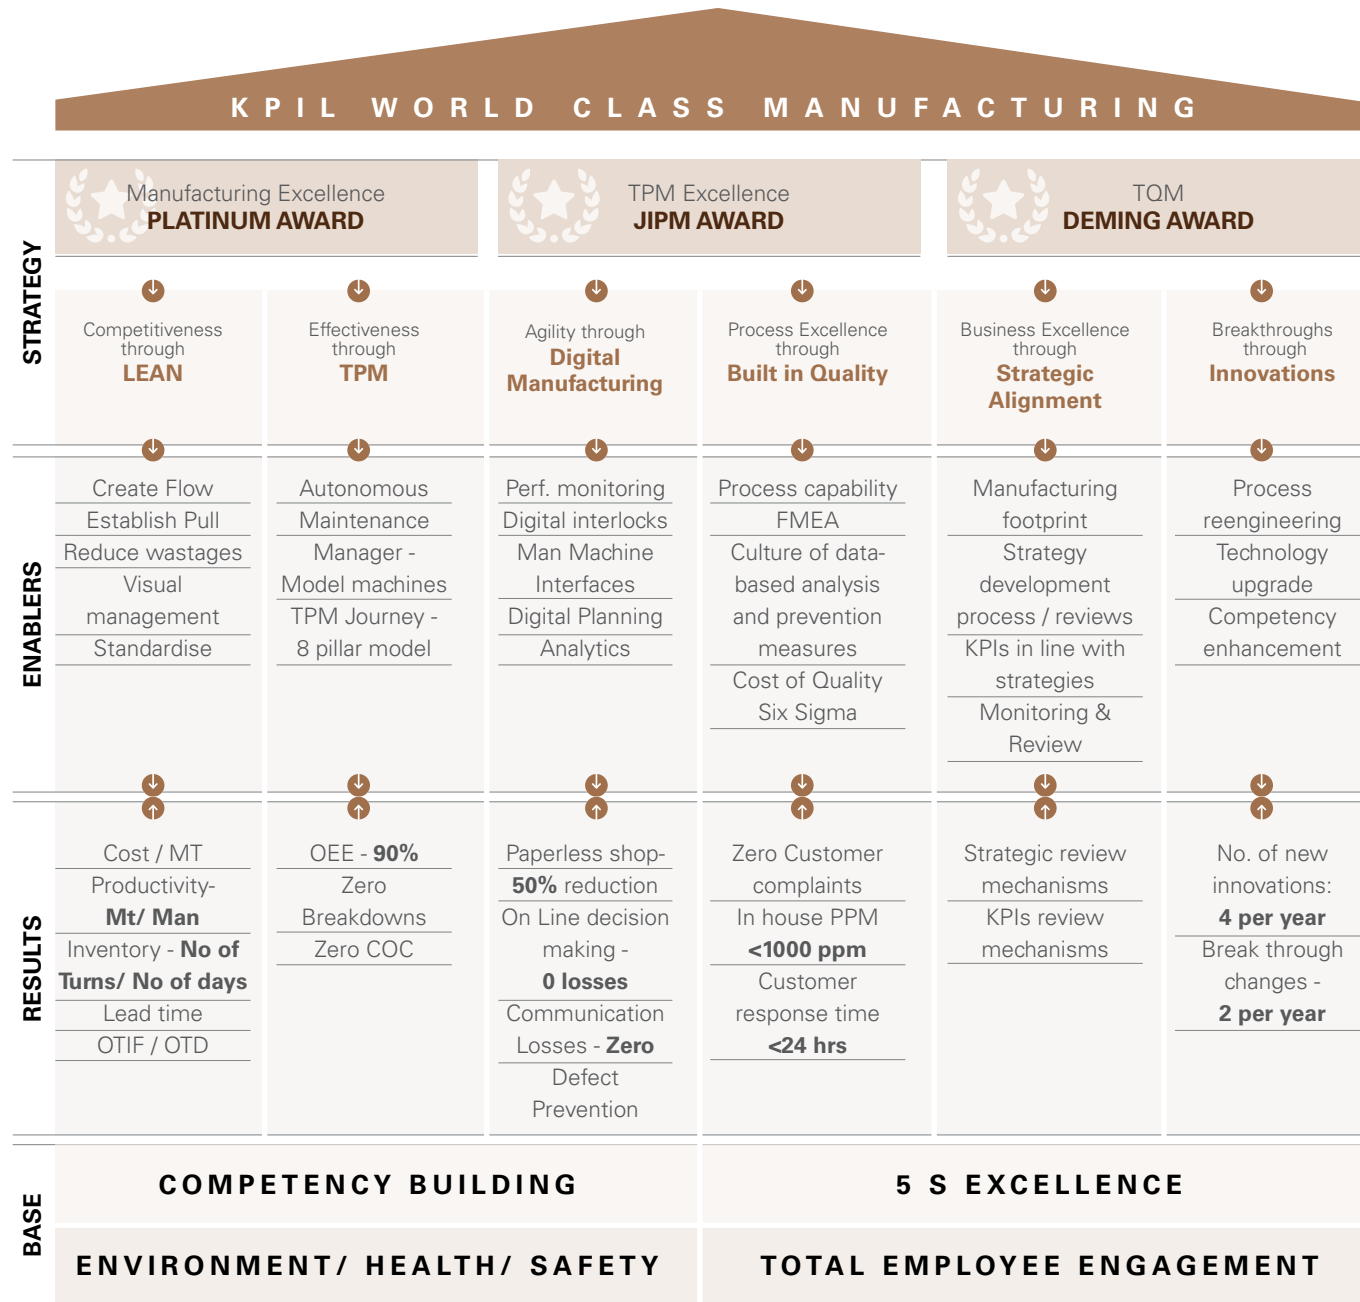 KPIL WORLD CLASS MANUFACTURING
STRATEGY
Manufacturing Excellence
PLATINUM AWARD
TPM Excellence
JIPM AWARD
TQM
DEMING AWARD
Competitiveness
through
LEAN
Effectiveness
through
TPM
Agility through
Digital
Manufacturing
Process Excellence
through
Built in Quality
Business Excellence
through
Strategic
Alignment
Breakthroughs
through
Innovations
ENABLERS
Create Flow
Establish Pull
Reduce wastages
Visual
management
Standardise
Autonomous
Maintenance
Manager -
Model machines
TPM Journey -
8 pillar model
Perf. monitoring
Digital interlocks
Man Machine
Interfaces
Digital Planning
Analytics
Process capability
FMEA
Culture of data-
based analysis
and prevention
measures
Cost of Quality
Six Sigma
Manufacturing
footprint
Strategy
development
process / reviews
KPIs in line with
strategies
Monitoring &
Review
Process
reengineering
Technology
upgrade
Competency
enhancement
RESULTS
Cost / MT
Productivity-
Mt/ Man
Inventory - No of
Turns/ No of days
Lead time
OTIF / OTD
OEE - 90%
Zero
Breakdowns
Zero COC
Paperless shop-
50% reduction
On Line decision
making -
0 losses
Communication
Losses - Zero
Defect
Prevention
Zero Customer
complaints
In house PPM
<1000 ppm
Customer
response time
<24 hrs
Strategic review
mechanisms
KPIs review
mechanisms
No. of new
innovations:
4 per year
Break through
changes -
2 per year
BASE
COMPETENCY BUILDING
5 S EXCELLENCE
ENVIRONMENT/ HEALTH/ SAFETY
TOTAL EMPLOYEE ENGAGEMENT